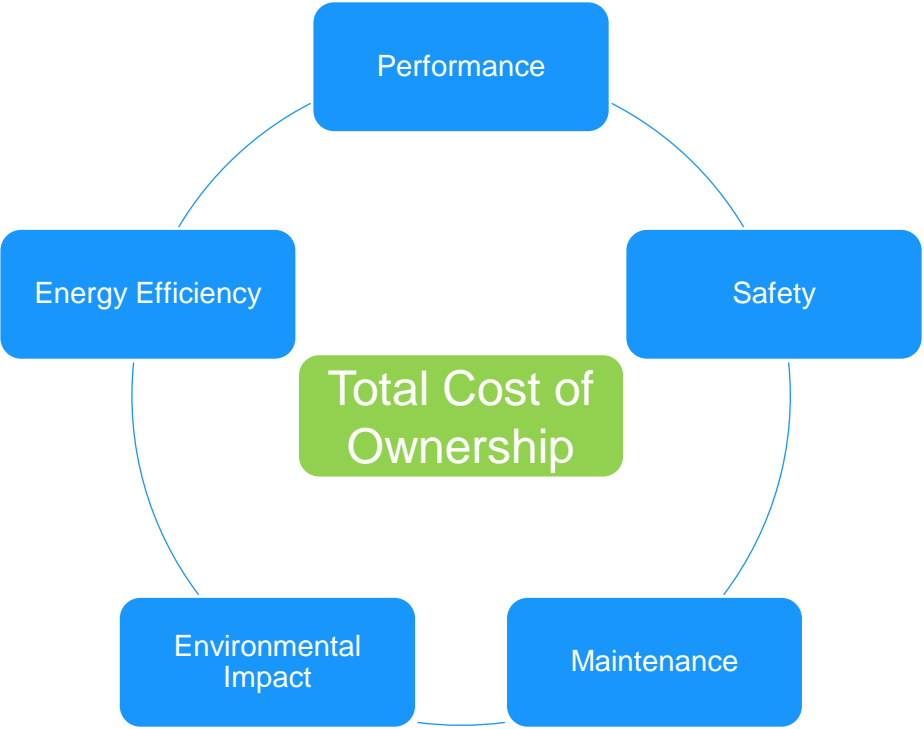 Performance
Energy Efficiency
Safety
Total Cost of
Ownership
Environmental
Impact
Maintenance